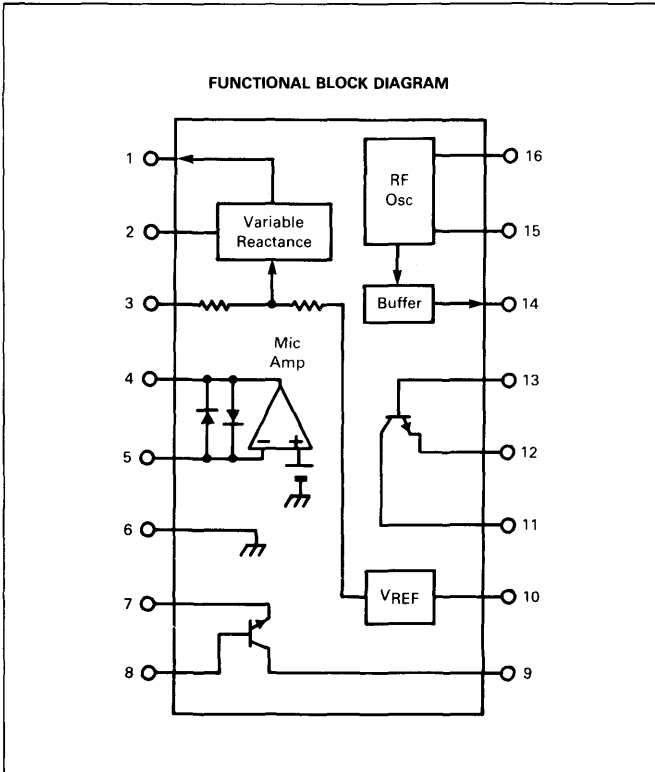 FUNCTIONAL BLOCK DIAGRAM
1
16
RF
Osc
2
Variable
Reactance
15
3
Buffer
14
Mic
Amp
4
13
5
12
6
11
7
VREF
10
8
9